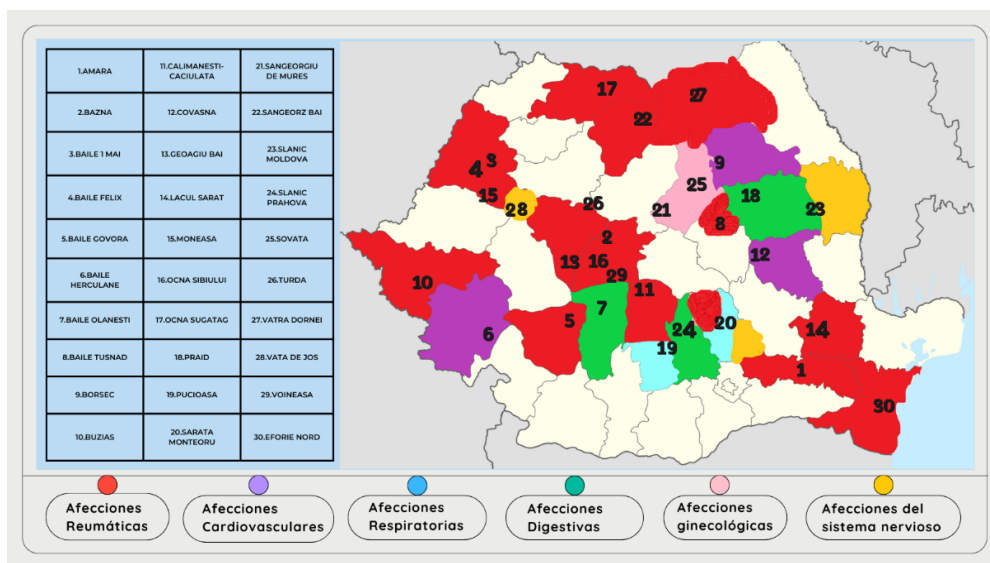 1.AMARA
11.CALIMANESTI-
CACIULATA
21.SANGEORGIU
DE MURES
2.BAZNA
12.COVASNA
22.SANGEORZ BAI
3.BAILE 1 MAI
13.GEOAGIU BAI
23.SLANIC
MOLDOVA
4.BAILE FELIX
14.LACUL SARAT
24.SLANIC
PRAHOVA
5.BAILE GOVORA
15.MONEASA
25.SOVATA
6.BAILE
HERCULANE
16.OCNA SIBIULUI
26.TURDA
7.BAILE OLANESTI
17.OCNA SUGATAG
27.VATRA DORNEI
8.BAILE TUSNAD
18.PRAID
28.VATA DE JOS
9.BORSEC
19.PUCIOASA
29.VOINEASA
10.BUZIAS
20.SARATA
MONTEORU
30.EFORIE NORD
17
27
22
3
4
9
25
18
15
28
26
21
8
23
2
12
13
16
29
10
11
7
5
6
24
20
19
14
1
30
Afecciones
Reumáticas
Afecciones
Cardiovasculares
Afecciones
Respiratorias
Afecciones
Digestivas
Afecciones
ginecológicas
Afecciones del
sistema nervioso